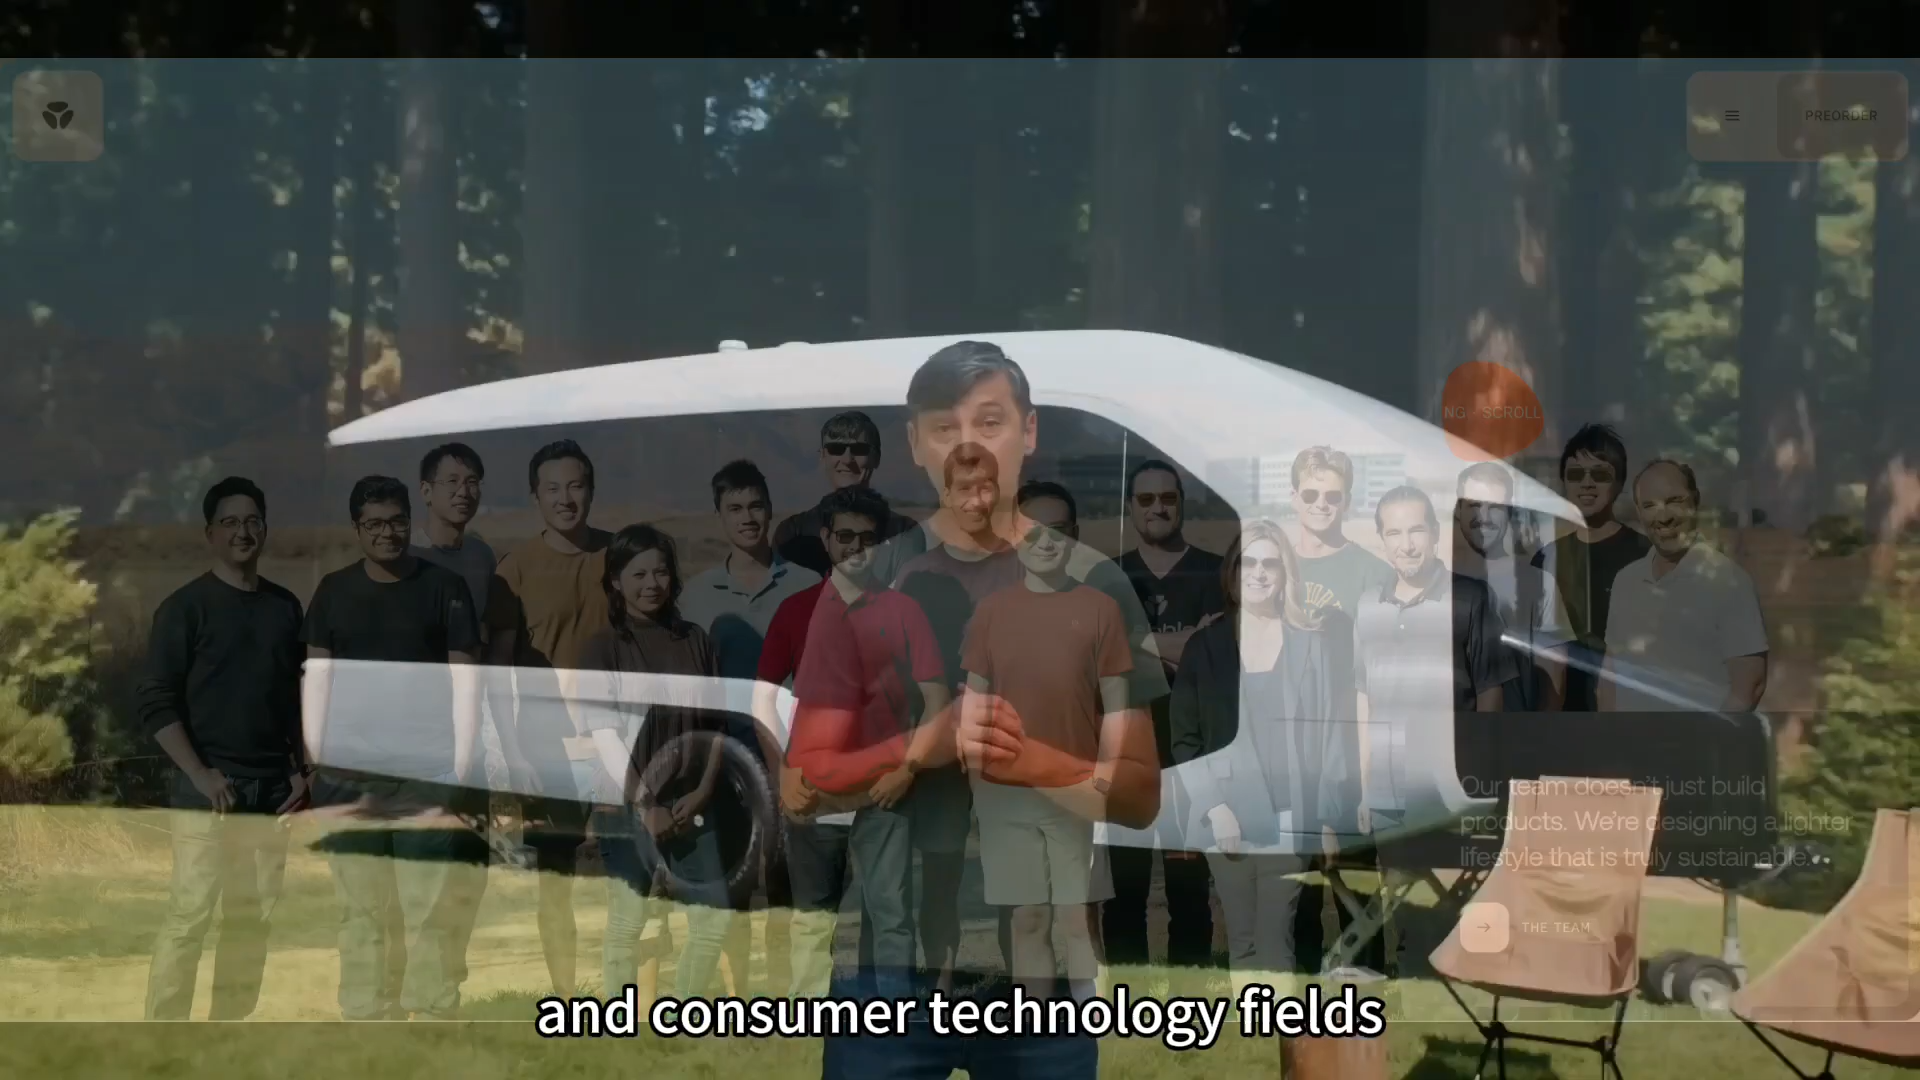 PREORDER
NG · SCROLL
Our team doesn't just build
products. We're designing a lighter
lifestyle that is truly sustainable.
THE TEAM
and consumer technology fields